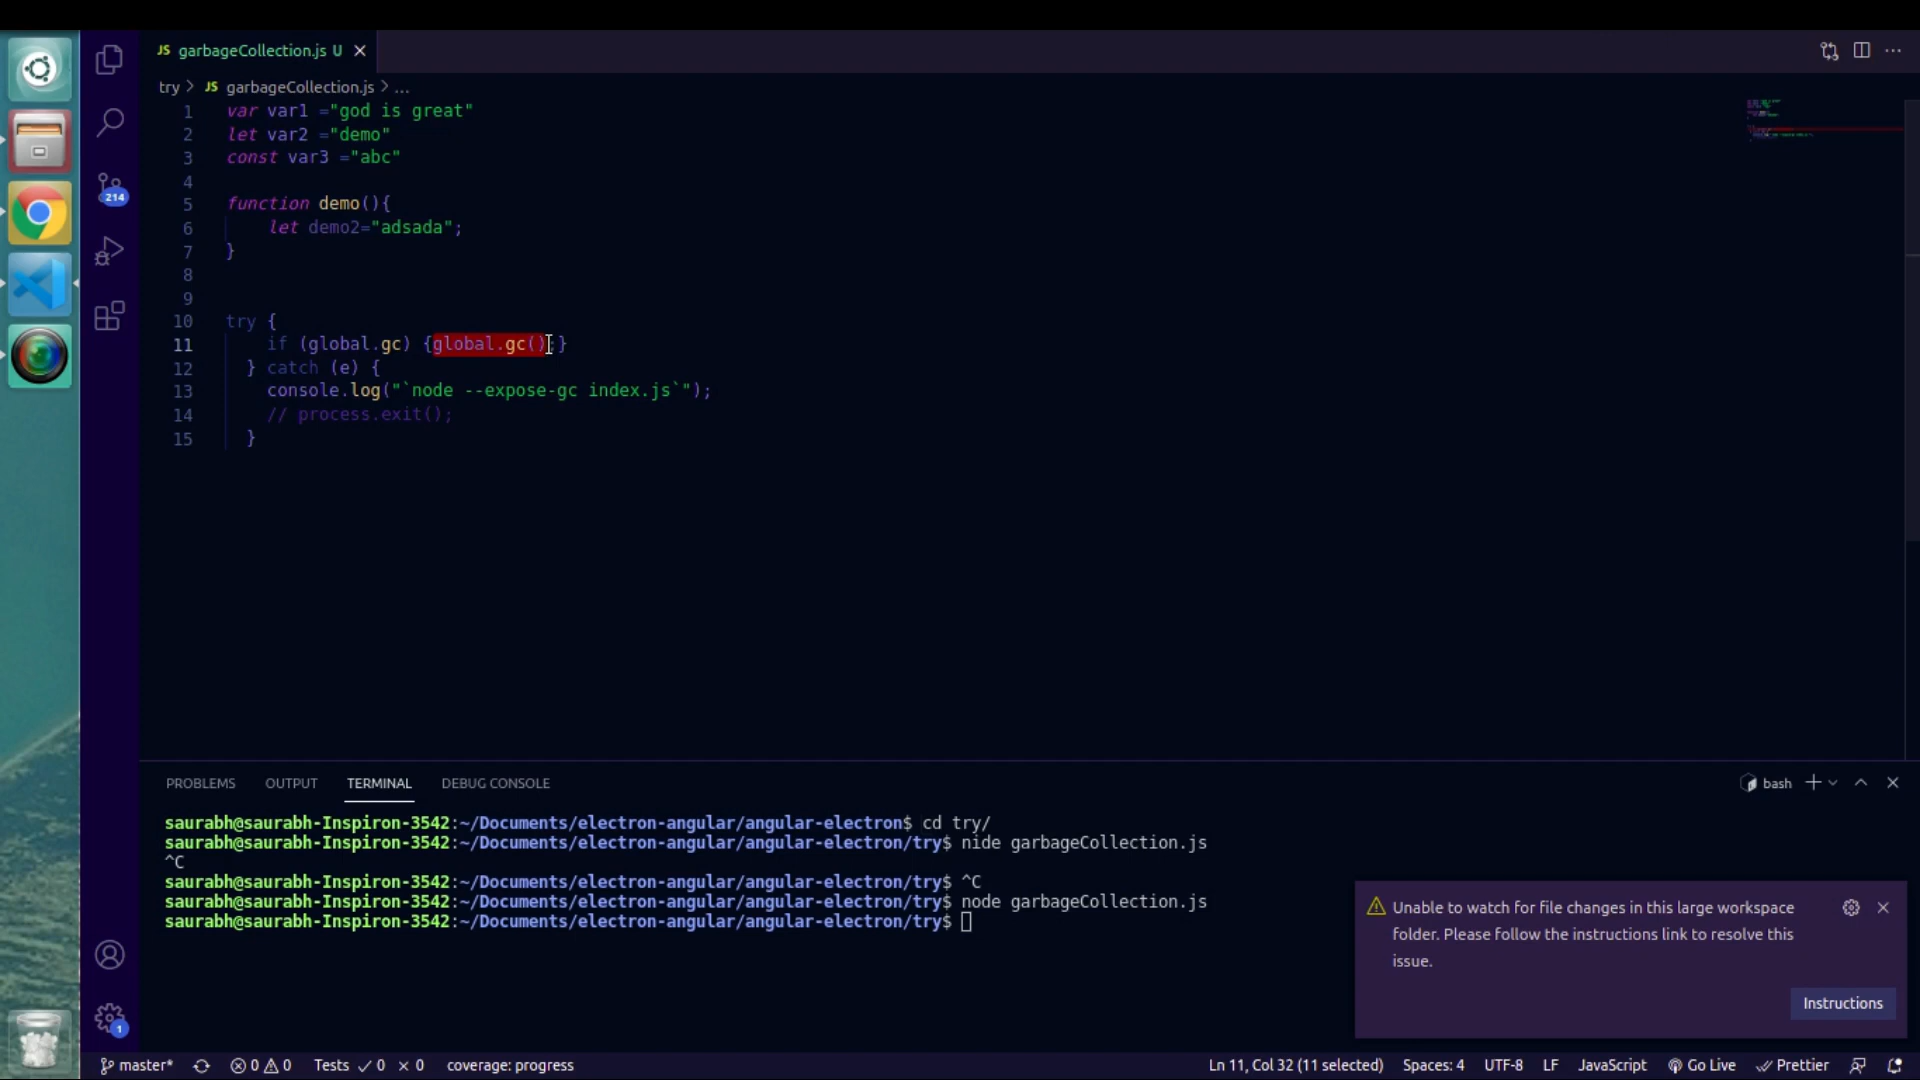 JS garbageCollection.js U
try > JS garbageCollection.js > ...
1 var var1 ="god is great"
2 let var2 ="demo"
3 const var3 ="abc"
4
5 function demo(){
6 let demo2="adsada";
7 }
8
9
10 try {
11 if (global.gc) {global.gc();}
12 } catch (e) {
13 console.log("`node --expose-gc index.js`");
14 // process.exit();
15 }
214
PROBLEMS OUTPUT TERMINAL DEBUG CONSOLE
bash
saurabh@saurabh-Inspiron-3542:~/Documents/electron-angular/angular-electron$ cd try/
saurabh@saurabh-Inspiron-3542:~/Documents/electron-angular/angular-electron/try$ nide garbageCollection.js
^C
saurabh@saurabh-Inspiron-3542:~/Documents/electron-angular/angular-electron/try$ ^C
saurabh@saurabh-Inspiron-3542:~/Documents/electron-angular/angular-electron/try$ node garbageCollection.js
saurabh@saurabh-Inspiron-3542:~/Documents/electron-angular/angular-electron/try$
Unable to watch for file changes in this large workspace
folder. Please follow the instructions link to resolve this
issue.
Instructions
1
master* 0 0 Tests ✓ 0 × 0 coverage: progress Ln 11, Col 32 (11 selected) Spaces: 4 UTF-8 LF JavaScript Go Live Prettier